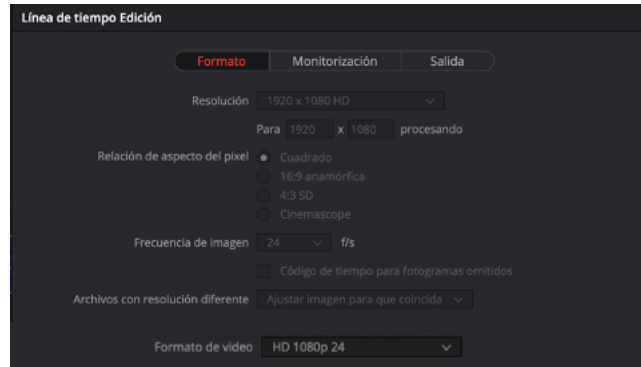 Línea de tiempo Edición
Formato Monitorización Salida
Resolución 1920 x 1080 HD
Para 1920 x 1080 procesando
Relación de aspecto del pixel Cuadrado
16:9 anamórfica
4:3 SD
Cinemascope
Frecuencia de imagen 24 f/s
Código de tiempo para fotogramas omitidos
Archivos con resolución diferente Ajustar imagen para que coincida
Formato de video HD 1080p 24